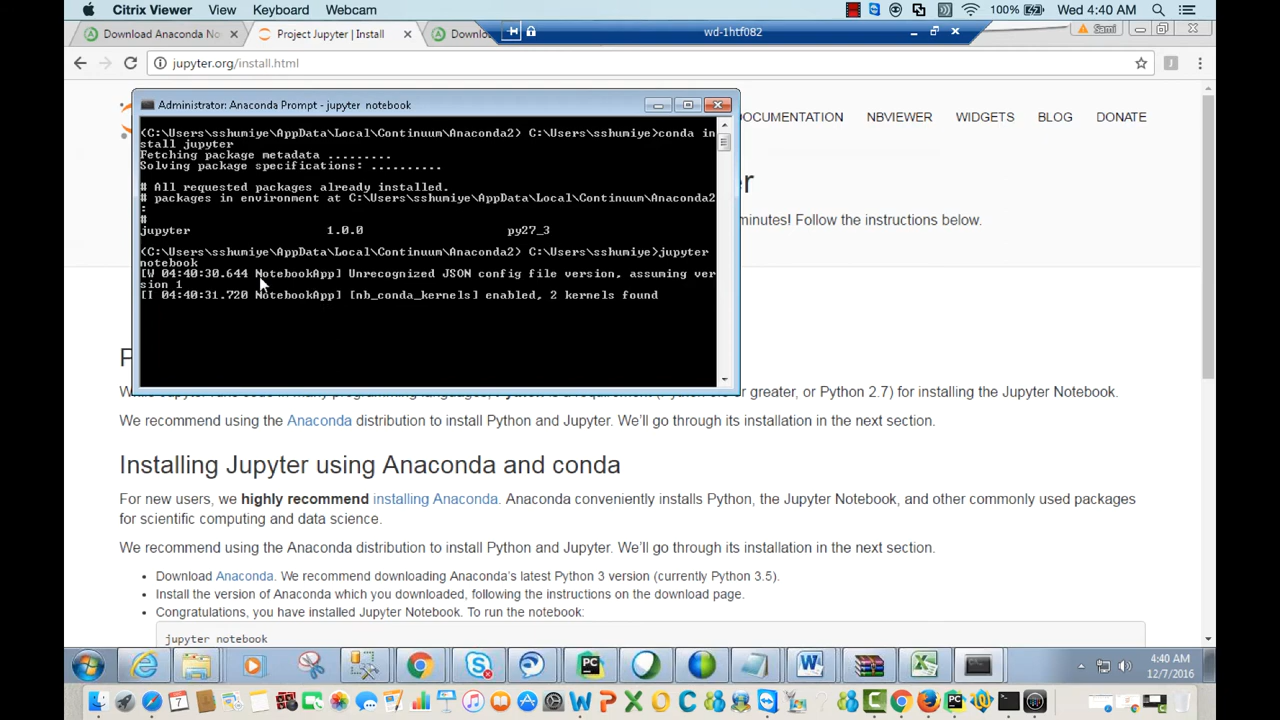 Citrix Viewer View Keyboard Webcam 100% Wed 4:40 AM
Download Anaconda No Project Jupyter | Install Downlo wd-1htf082 Sami
jupyter.org/install.html
Administrator: Anaconda Prompt - jupyter notebook
DOCUMENTATION NBVIEWER WIDGETS BLOG DONATE
(C:\Users\sshumiye\AppData\Local\Continuum\Anaconda2) C:\Users\sshumiye>conda in
stall jupyter
Fetching package metadata .........
Solving package specifications: ..........
# All requested packages already installed.
# packages in environment at C:\Users\sshumiye\AppData\Local\Continuum\Anaconda2
:
#
jupyter 1.0.0 py27_3
minutes! Follow the instructions below.
(C:\Users\sshumiye\AppData\Local\Continuum\Anaconda2) C:\Users\sshumiye>jupyter
notebook
[W 04:40:30.644 NotebookApp] Unrecognized JSON config file version, assuming ver
sion 1
[I 04:40:31.720 NotebookApp] [nb_conda_kernels] enabled, 2 kernels found
or greater, or Python 2.7) for installing the Jupyter Notebook.
We recommend using the Anaconda distribution to install Python and Jupyter. We'll go through its installation in the next section.
Installing Jupyter using Anaconda and conda
For new users, we highly recommend installing Anaconda. Anaconda conveniently installs Python, the Jupyter Notebook, and other commonly used packages
for scientific computing and data science.
We recommend using the Anaconda distribution to install Python and Jupyter. We'll go through its installation in the next section.
• Download Anaconda. We recommend downloading Anaconda's latest Python 3 version (currently Python 3.5).
• Install the version of Anaconda which you downloaded, following the instructions on the download page.
• Congratulations, you have installed Jupyter Notebook. To run the notebook:
jupyter notebook
4:40 AM
12/7/2016